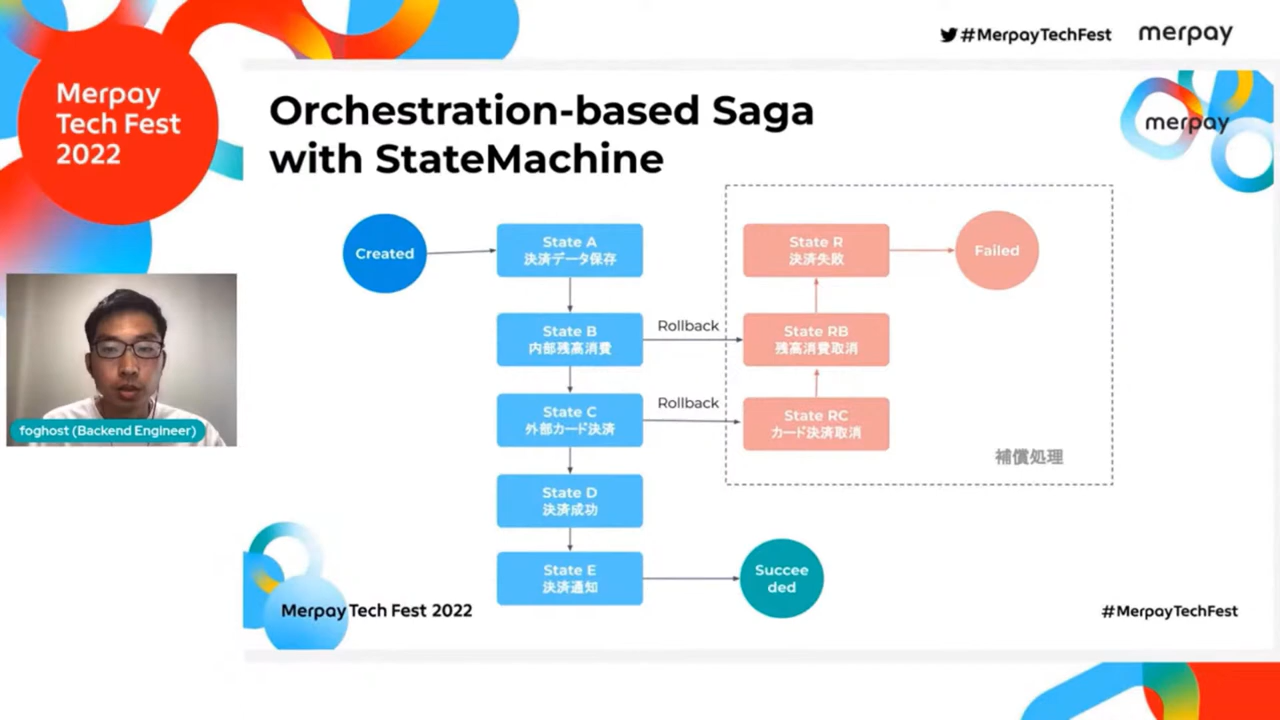 #MerpayTechFest
merpay
Merpay
Tech Fest
2022
merpay
Orchestration-based Saga
with StateMachine
Created
State A
決済データ保存
State R
決済失敗
Failed
State B
内部残高消費
Rollback
State RB
残高消費取消
State C
外部カード決済
Rollback
State RC
カード決済取消
補償処理
State D
決済成功
State E
決済通知
Succee
ded
foghost (Backend Engineer)
Merpay Tech Fest 2022
#MerpayTechFest